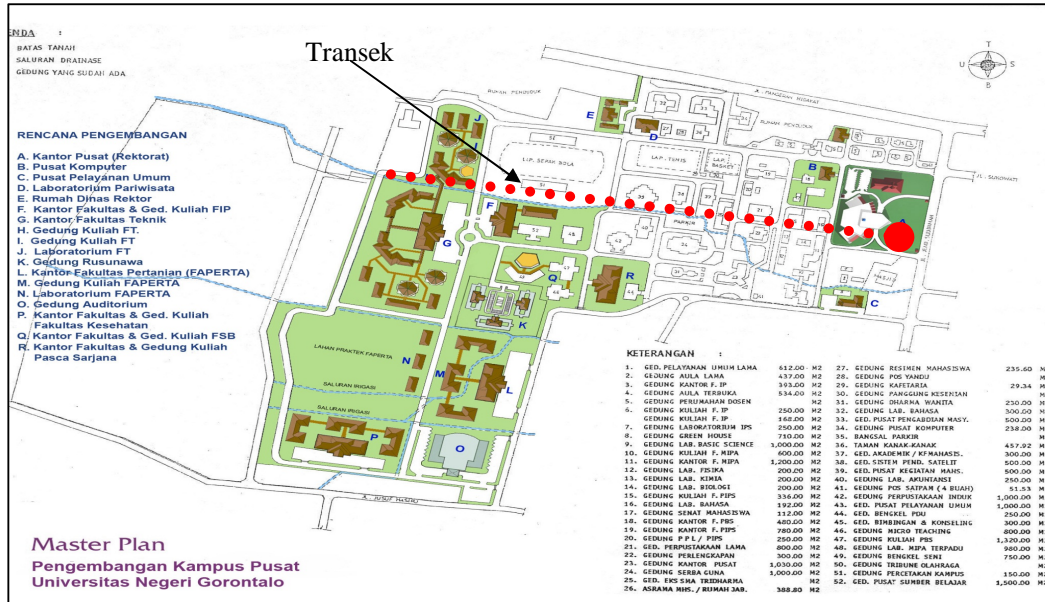 Transek
ENDA :
BATAS TANAH
SALURAN DRAINASE
GEDUNG YANG SUDAH ADA
T
U S
B
RUMAH PENDUDUK
A. PANGERAN HIDAYAT
RUMAH PENDUDUK
LAP. SEPAK BOLA
LAP. TENIS
LAP. BASKET
PARKIR
MASJID
RENCANA PENGEMBANGAN
A. Kantor Pusat (Rektorat)
B. Pusat Komputer
C. Pusat Pelayanan Umum
D. Laboratorium Pariwisata
E. Rumah Dinas Rektor
F. Kantor Fakultas & Ged. Kuliah FIP
G. Kantor Fakultas Teknik
H. Gedung Kuliah FT.
I. Gedung Kuliah FT
J. Laboratorium FT
K. Gedung Rusunawa
L. Kantor Fakultas Pertanian (FAPERTA)
M. Gedung Kuliah FAPERTA
N. Laboratorium FAPERTA
O. Gedung Auditorium
P. Kantor Fakultas & Ged. Kuliah
Fakultas Kesehatan
Q. Kantor Fakultas & Ged. Kuliah FSB
R. Kantor Fakultas & Gedung Kuliah
Pasca Sarjana
J
E
D
B
F
G
A
Q
R
C
K
LAHAN PRAKTEK FAPERTA
N
M
L
SALURAN IRIGASI
SALURAN IRIGASI
P
O
KETERANGAN :
1. GED. PELAYANAN UMUM LAMA 612.00 M2
2. GEDUNG AULA LAMA 437.00 M2
3. GEDUNG KANTOR F. IP 393.00 M2
4. GEDUNG AULA TERBUKA 534.00 M2
5. GEDUNG PERUMAHAN DOSEN M2
6. GEDUNG KULIAH F. IP 250.00 M2
GEDUNG KULIAH F. IP 168.00 M2
7. GEDUNG LABORATORIUM IPS 250.00 M2
8. GEDUNG GREEN HOUSE 710.00 M2
9. GEDUNG LAB. BASIC SCIENCE 1,000.00 M2
10. GEDUNG KULIAH F. MIPA 600.00 M2
11. GEDUNG KANTOR F. MIPA 1,200.00 M2
12. GEDUNG LAB. FISIKA 200.00 M2
13. GEDUNG LAB. KIMIA 200.00 M2
14. GEDUNG LAB. BIOLOGI 200.00 M2
15. GEDUNG KULIAH F. PIPS 336.00 M2
16. GEDUNG LAB. BAHASA 192.00 M2
17. GEDUNG SENAT MAHASISWA 112.00 M2
18. GEDUNG KANTOR F. PBS 480.00 M2
19. GEDUNG KANTOR F. PIPS 780.00 M2
20. GEDUNG P P L / PIPS 250.00 M2
21. GED. PERPUSTAKAAN LAMA 800.00 M2
22. GEDUNG PERLENGKAPAN 300.00 M2
23. GEDUNG KANTOR PUSAT 1,030.00 M2
24. GEDUNG SERBA GUNA 1,000.00 M2
25. GED. EKS SMA TRIDHARMA M2
26. ASRAMA MHS. / RUMAH JAB. 388.80 M2
27. GEDUNG RESIMEN MAHASISWA 235.60 M
28. GEDUNG POS YANDU M
29. GEDUNG KAFETARIA 29.34 M
30. GEDUNG PANGGUNG KESENIAN M
31. GEDUNG DHARMA WANITA 230.00 M
32. GEDUNG LAB. BAHASA 300.00 M
33. GED. PUSAT PENGABDIAN MASY. 500.00 M
34. GEDUNG PUSAT KOMPUTER 238.00 M
35. BANGSAL PARKIR M
36. TAMAN KANAK-KANAK 457.92 M
37. GED. AKADEMIK / KEMAHASIS. 300.00 M
38. GED. SISTEM PEND. SATELIT 500.00 M
39. GED. PUSAT KEGIATAN MAHS. 500.00 M
40. GEDUNG LAB. AKUNTANSI 250.00 M
41. GEDUNG POS SATPAM (4 BUAH) 51.53 M
42. GEDUNG PERPUSTAKAAN INDUK 1,000.00 M
43. GED. PUSAT PELAYANAN UMUM 1,000.00 M
44. GED. BENGKEL PDU 250.00 M
45. GED. BIMBINGAN & KONSELING 300.00 M
46. GEDUNG MICRO TEACHING 800.00 M
47. GEDUNG KULIAH PBS 1,320.00 M
48. GEDUNG LAB. MIPA TERPADU 980.00 M
49. GEDUNG BENGKEL SENI 750.00 M
50. GEDUNG TRIBUNE OLAHRAGA M
51. GEDUNG PERCETAKAN KAMPUS 150.00 M
52. GED. PUSAT SUMBER BELAJAR 1,500.00 M
Master Plan
Pengembangan Kampus Pusat
Universitas Negeri Gorontalo